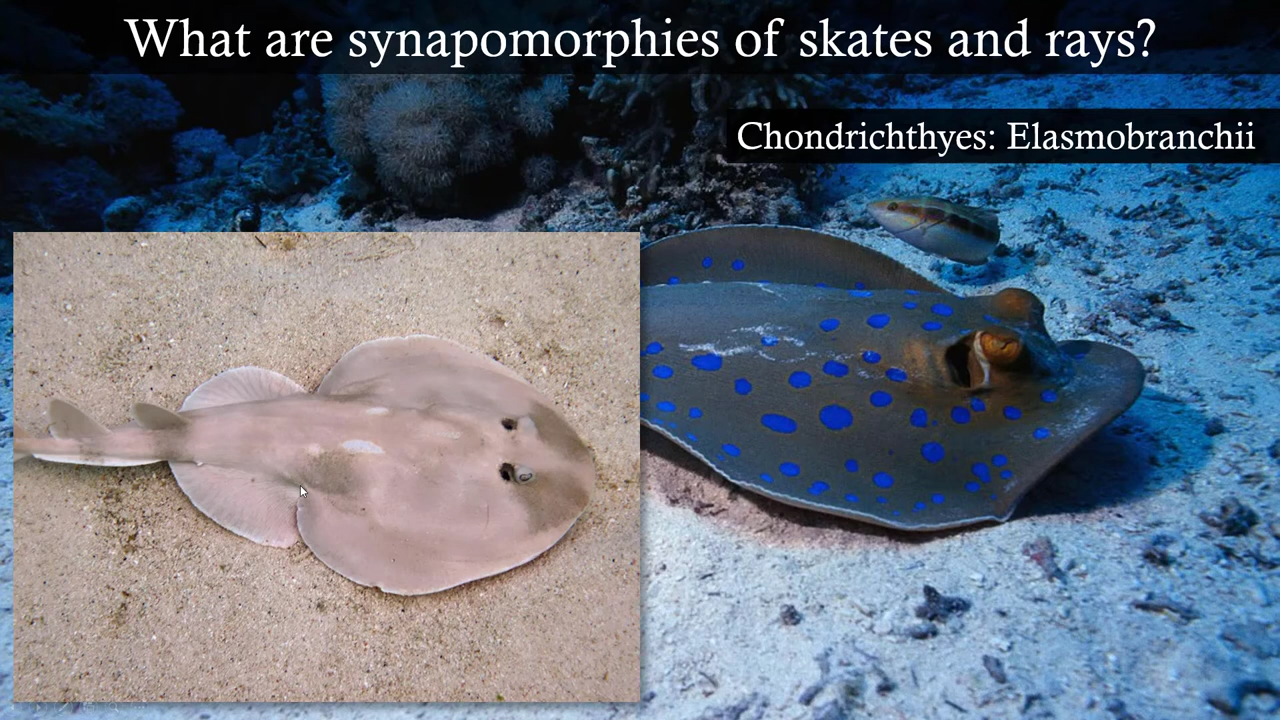 What are synapomorphies of skates and rays?
Chondrichthyes: Elasmobranchii